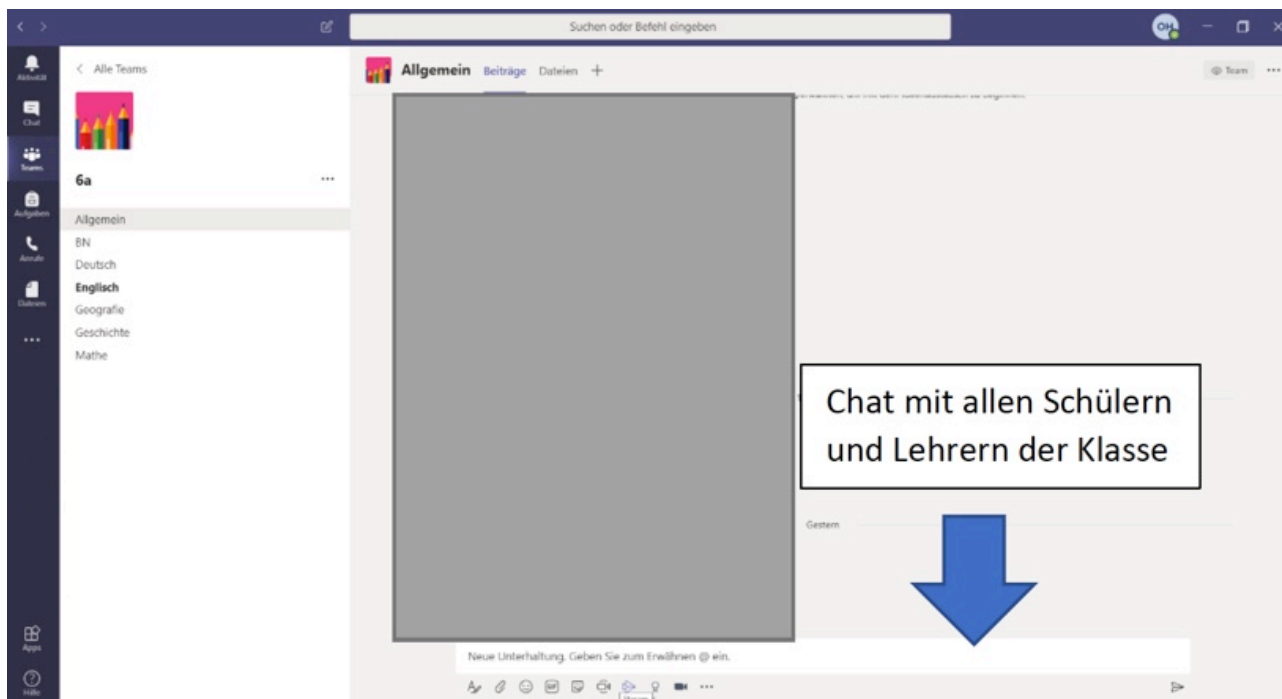 Suchen oder Befehl eingeben
OH
Aktivität
Chat
Teams
Aufgaben
Anrufe
Dateien
Apps
Hilfe
Alle Teams
6a
Allgemein
BN
Deutsch
Englisch
Geografie
Geschichte
Mathe
Allgemein Beiträge Dateien +
Team
Chat mit allen Schülern
und Lehrern der Klasse
Gestern
Neue Unterhaltung. Geben Sie zum Erwähnen @ ein.
GIF